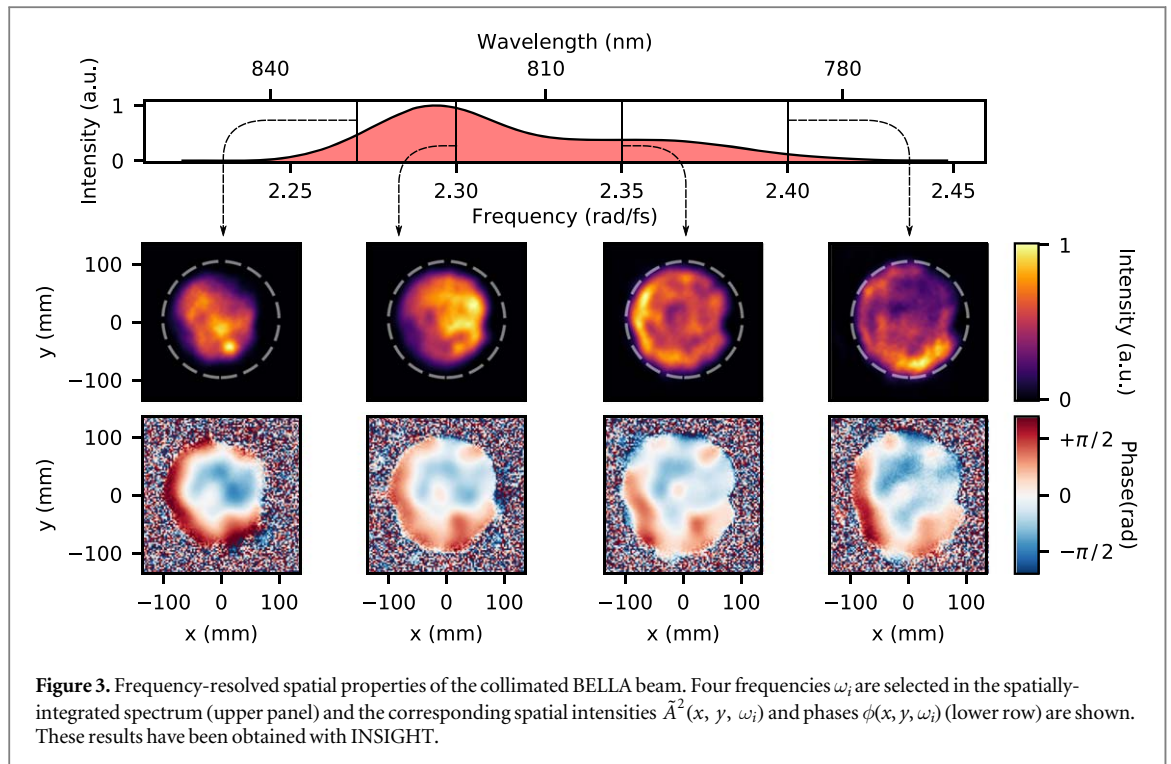 Wavelength (nm)
840 810 780
Intensity (a.u.)
1
0
2.25 2.30 2.35 2.40 2.45
Frequency (rad/fs)
y (mm)
100
0
−100
1
0
Intensity (a.u.)
y (mm)
100
0
−100
+π/2
0
−π/2
Phase(rad)
−100 0 100 −100 0 100 −100 0 100 −100 0 100
x (mm) x (mm) x (mm) x (mm)
Figure 3. Frequency-resolved spatial properties of the collimated BELLA beam. Four frequencies ωᵢ are selected in the spatially-
integrated spectrum (upper panel) and the corresponding spatial intensities Ã²(x, y, ωᵢ) and phases ϕ(x, y, ωᵢ) (lower row) are shown.
These results have been obtained with INSIGHT.